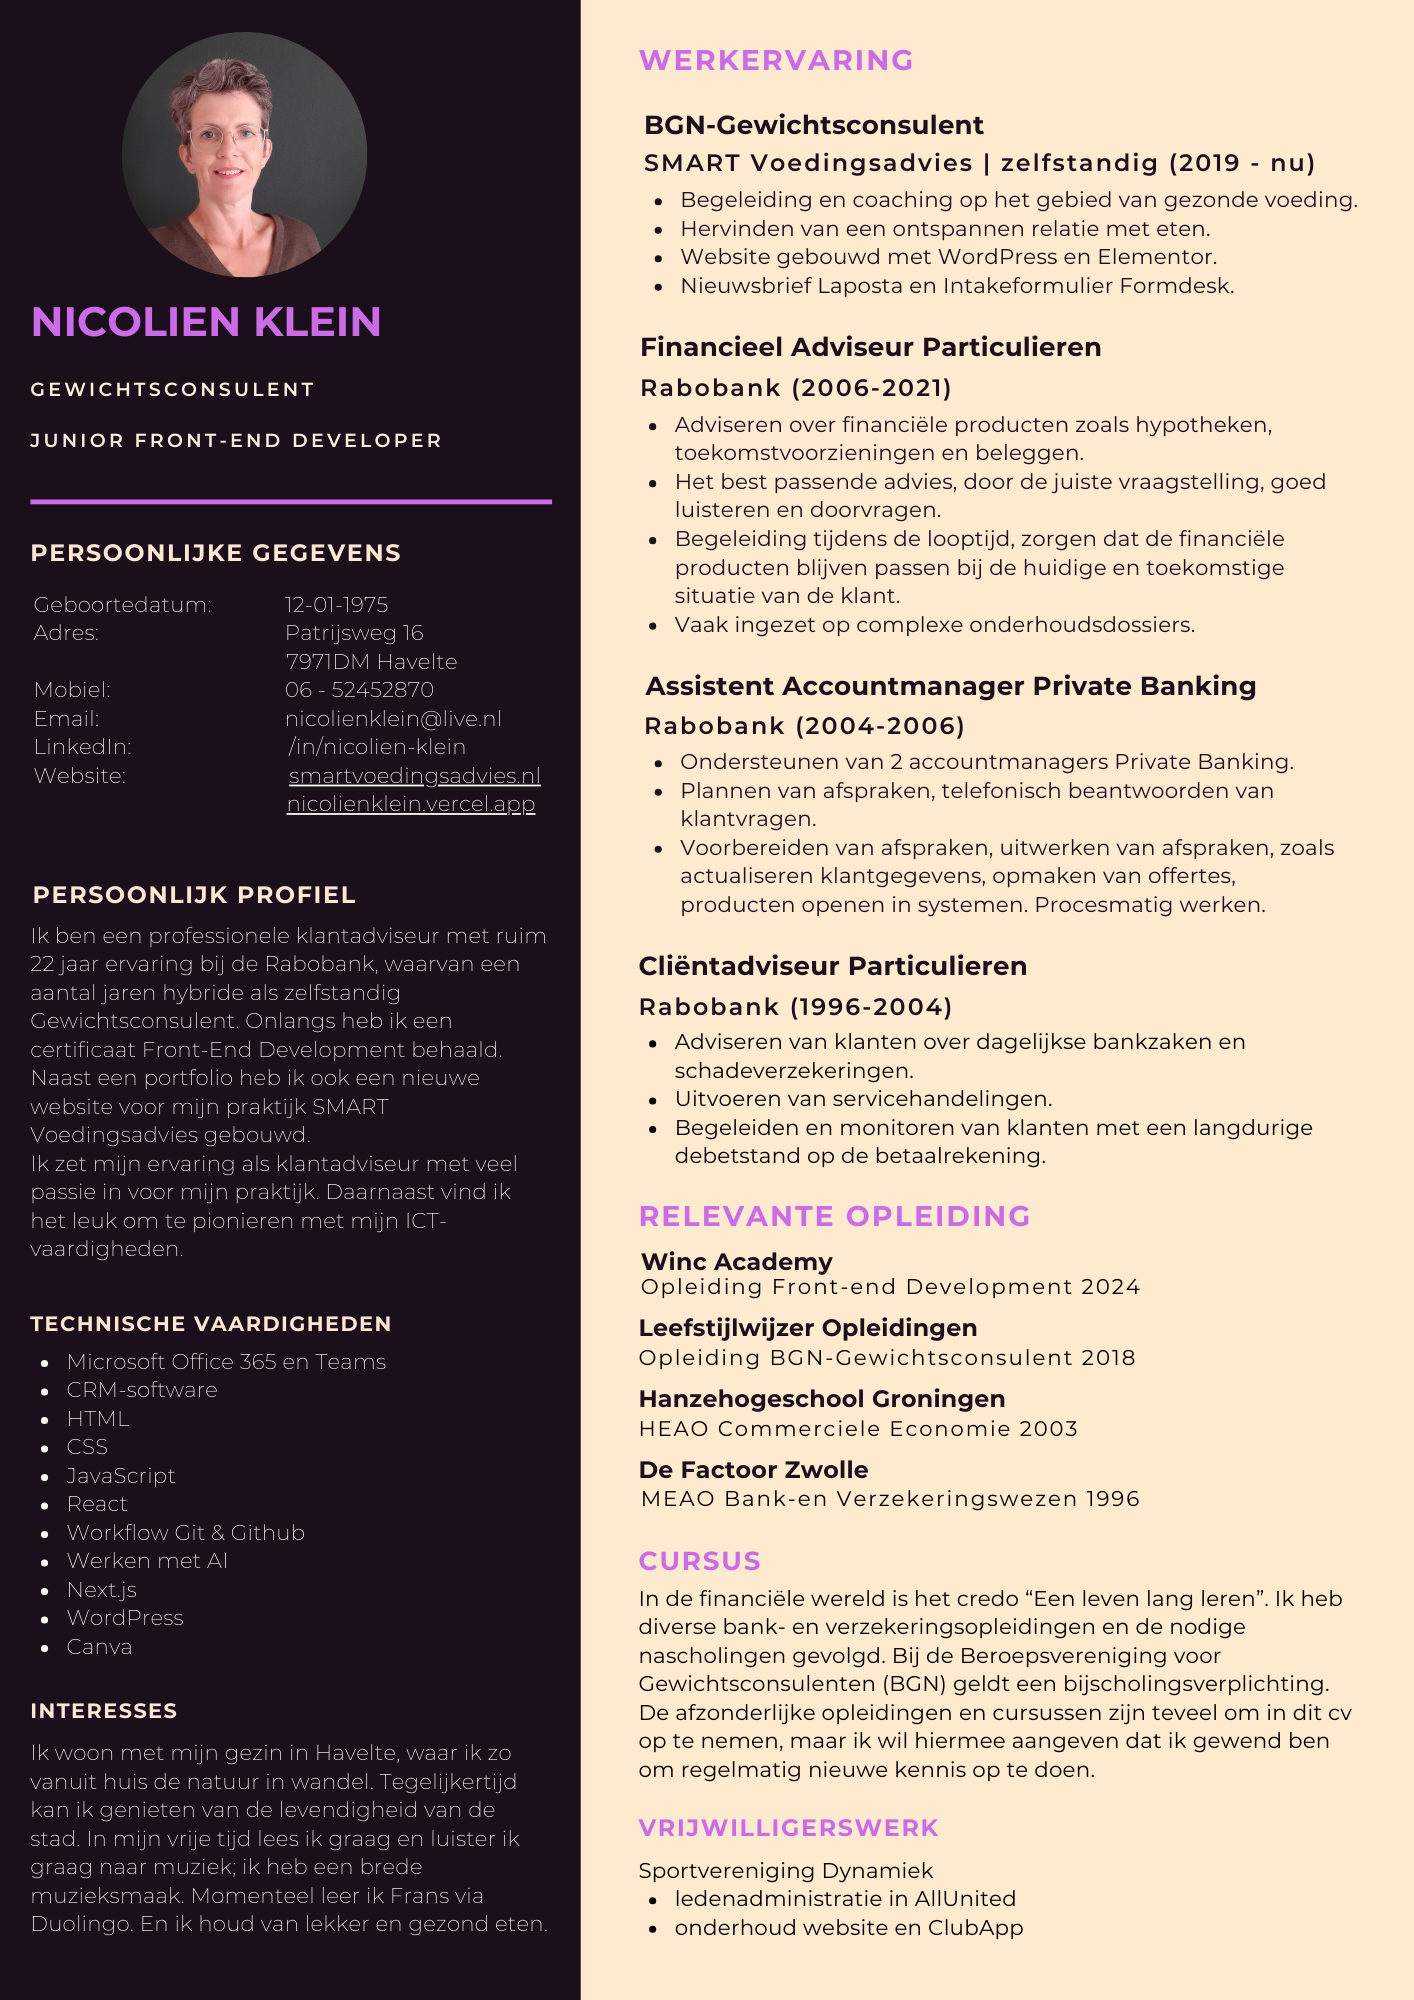 NICOLIEN KLEIN
GEWICHTSCONSULENT
JUNIOR FRONT-END DEVELOPER
PERSOONLIJKE GEGEVENS
Geboortedatum: 12-01-1975
Adres: Patrijsweg 16
7971DM Havelte
Mobiel: 06 - 52452870
Email: nicolienklein@live.nl
LinkedIn: /in/nicolien-klein
Website: smartvoedingsadvies.nl
nicolienklein.vercel.app
PERSOONLIJK PROFIEL
Ik ben een professionele klantadviseur met ruim
22 jaar ervaring bij de Rabobank, waarvan een
aantal jaren hybride als zelfstandig
Gewichtsconsulent. Onlangs heb ik een
certificaat Front-End Development behaald.
Naast een portfolio heb ik ook een nieuwe
website voor mijn praktijk SMART
Voedingsadvies gebouwd.
Ik zet mijn ervaring als klantadviseur met veel
passie in voor mijn praktijk. Daarnaast vind ik
het leuk om te pionieren met mijn ICT-
vaardigheden.
TECHNISCHE VAARDIGHEDEN
• Microsoft Office 365 en Teams
• CRM-software
• HTML
• CSS
• JavaScript
• React
• Workflow Git & Github
• Werken met AI
• Next.js
• WordPress
• Canva
INTERESSES
Ik woon met mijn gezin in Havelte, waar ik zo
vanuit huis de natuur in wandel. Tegelijkertijd
kan ik genieten van de levendigheid van de
stad. In mijn vrije tijd lees ik graag en luister ik
graag naar muziek; ik heb een brede
muzieksmaak. Momenteel leer ik Frans via
Duolingo. En ik houd van lekker en gezond eten.
WERKERVARING
BGN-Gewichtsconsulent
SMART Voedingsadvies | zelfstandig (2019 - nu)
• Begeleiding en coaching op het gebied van gezonde voeding.
• Hervinden van een ontspannen relatie met eten.
• Website gebouwd met WordPress en Elementor.
• Nieuwsbrief Laposta en Intakeformulier Formdesk.
Financieel Adviseur Particulieren
Rabobank (2006-2021)
• Adviseren over financiële producten zoals hypotheken,
toekomstvoorzieningen en beleggen.
• Het best passende advies, door de juiste vraagstelling, goed
luisteren en doorvragen.
• Begeleiding tijdens de looptijd, zorgen dat de financiële
producten blijven passen bij de huidige en toekomstige
situatie van de klant.
• Vaak ingezet op complexe onderhoudsdossiers.
Assistent Accountmanager Private Banking
Rabobank (2004-2006)
• Ondersteunen van 2 accountmanagers Private Banking.
• Plannen van afspraken, telefonisch beantwoorden van
klantvragen.
• Voorbereiden van afspraken, uitwerken van afspraken, zoals
actualiseren klantgegevens, opmaken van offertes,
producten openen in systemen. Procesmatig werken.
Cliëntadviseur Particulieren
Rabobank (1996-2004)
• Adviseren van klanten over dagelijkse bankzaken en
schadeverzekeringen.
• Uitvoeren van servicehandelingen.
• Begeleiden en monitoren van klanten met een langdurige
debetstand op de betaalrekening.
RELEVANTE OPLEIDING
Winc Academy
Opleiding Front-end Development 2024
Leefstijlwijzer Opleidingen
Opleiding BGN-Gewichtsconsulent 2018
Hanzehogeschool Groningen
HEAO Commerciele Economie 2003
De Factoor Zwolle
MEAO Bank-en Verzekeringswezen 1996
CURSUS
In de financiële wereld is het credo “Een leven lang leren”. Ik heb
diverse bank- en verzekeringsopleidingen en de nodige
nascholingen gevolgd. Bij de Beroepsvereniging voor
Gewichtsconsulenten (BGN) geldt een bijscholingsverplichting.
De afzonderlijke opleidingen en cursussen zijn teveel om in dit cv
op te nemen, maar ik wil hiermee aangeven dat ik gewend ben
om regelmatig nieuwe kennis op te doen.
VRIJWILLIGERSWERK
Sportvereniging Dynamiek
• ledenadministratie in AllUnited
• onderhoud website en ClubApp